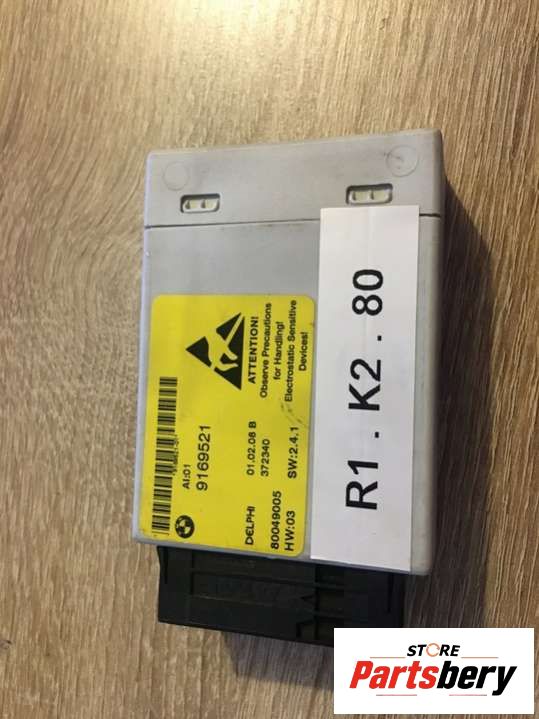 ATTENTION!
Observe Precautions
for Handling!
Electrostatic Sensitive
Devices!
AI:01
9169521
01.02.08 B
372340
SW:2.4.1
DELPHI
80049005
HW:03
R1 . K2 . 80
STORE
Partsbery